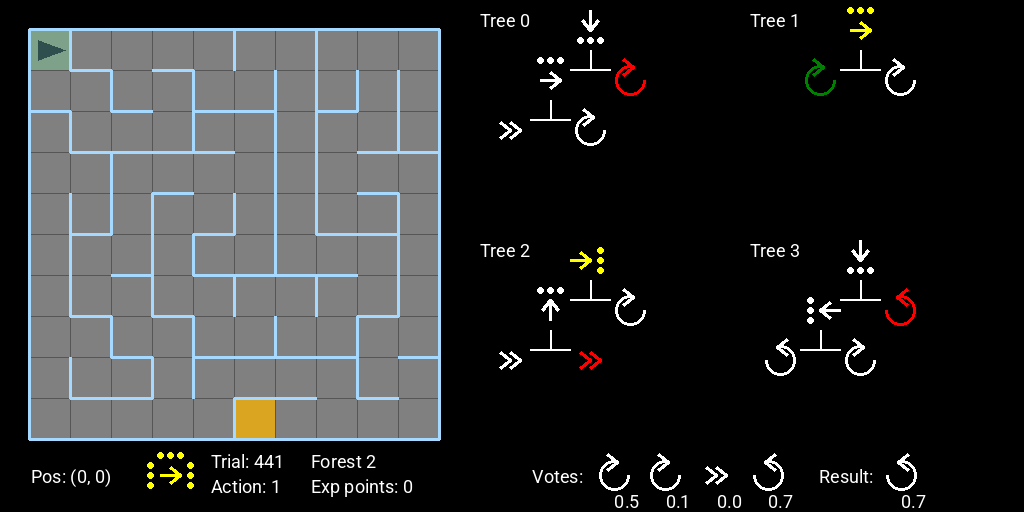 Tree 0
Tree 1
Tree 2
Tree 3
Pos: (0, 0)
Trial: 441
Forest 2
Action: 1
Exp points: 0
Votes:
0.5
0.1
0.0
0.7
Result:
0.7